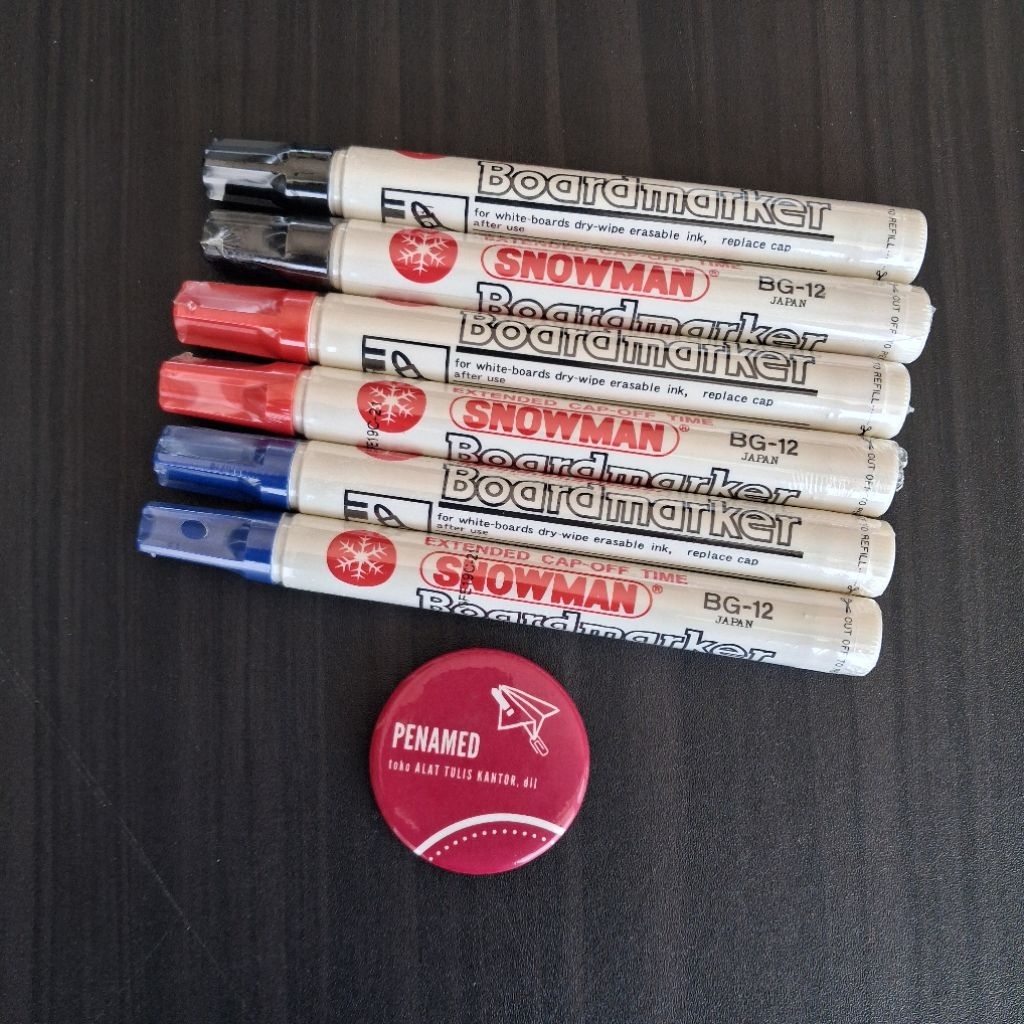 Boardmarker
for white-boards dry-wipe erasable ink, replace cap
after use
EXTENDED CAP-OFF TIME
SNOWMAN®
BG-12
JAPAN
Boardmarker
Boardmarker
for white-boards dry-wipe erasable ink, replace cap
after use
EXTENDED CAP-OFF TIME
SNOWMAN®
BG-12
JAPAN
Boardmarker
Boardmarker
for white-boards dry-wipe erasable ink, replace cap
after use
EXTENDED CAP-OFF TIME
SNOWMAN®
BG-12
JAPAN
Boardmarker
PENAMED
toko ALAT TULIS KANTOR, dll